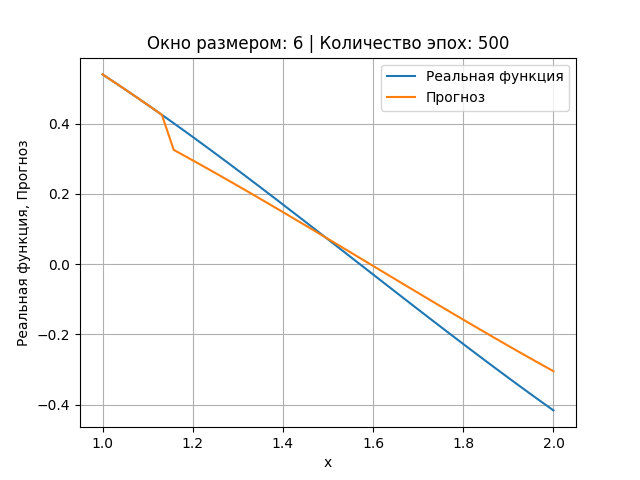 Окно размером: 6 | Количество эпох: 500
Реальная функция
Прогноз
Реальная функция, Прогноз
0.4
0.2
0.0
−0.2
−0.4
1.0 1.2 1.4 1.6 1.8 2.0
x